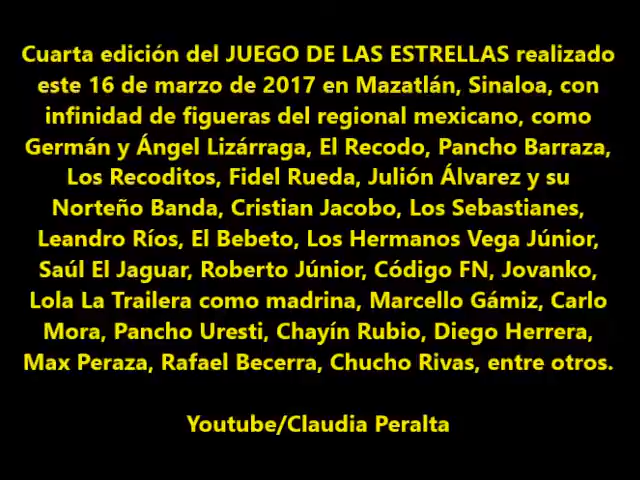 Cuarta edición del JUEGO DE LAS ESTRELLAS realizado
este 16 de marzo de 2017 en Mazatlán, Sinaloa, con
infinidad de figueras del regional mexicano, como
Germán y Ángel Lizárraga, El Recodo, Pancho Barraza,
Los Recoditos, Fidel Rueda, Julión Álvarez y su
Norteño Banda, Cristian Jacobo, Los Sebastianes,
Leandro Ríos, El Bebeto, Los Hermanos Vega Júnior,
Saúl El Jaguar, Roberto Júnior, Código FN, Jovanko,
Lola La Trailera como madrina, Marcello Gámiz, Carlo
Mora, Pancho Uresti, Chayín Rubio, Diego Herrera,
Max Peraza, Rafael Becerra, Chucho Rivas, entre otros.
Youtube/Claudia Peralta